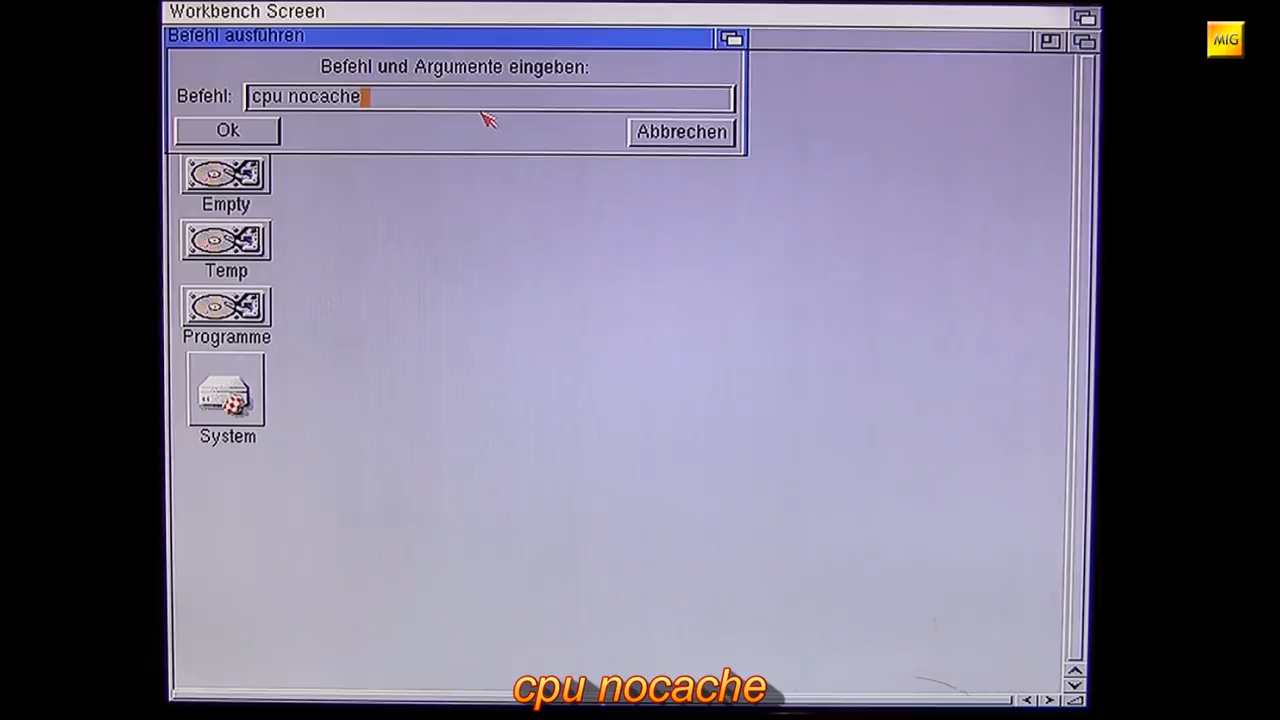 Workbench Screen
Befehl ausführen
Befehl und Argumente eingeben:
Befehl: cpu nocache
Ok
Abbrechen
Empty
Temp
Programme
System
MIG
cpu nocache